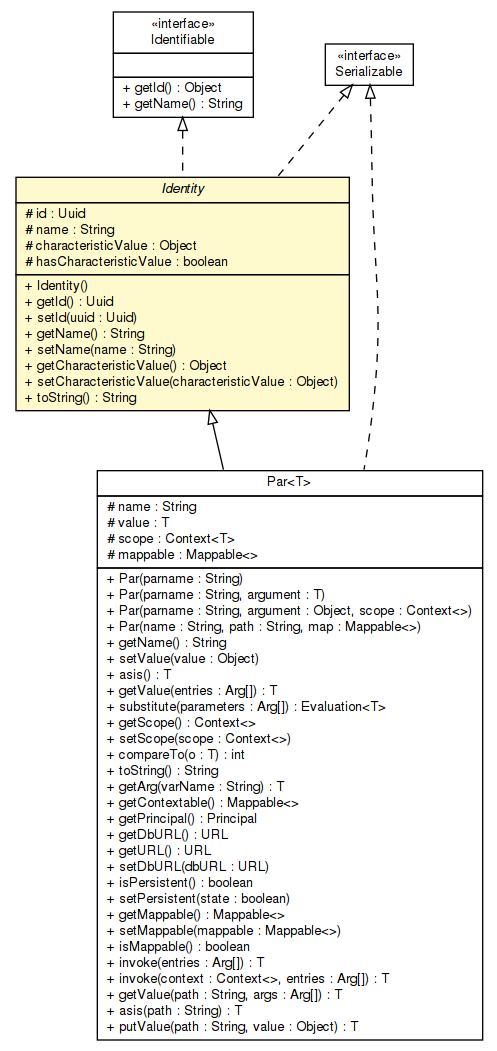 «interface»
Identifiable
+ getId() : Object
+ getName() : String
«interface»
Serializable
Identity
# id : Uuid
# name : String
# characteristicValue : Object
# hasCharacteristicValue : boolean
+ Identity()
+ getId() : Uuid
+ setId(uuid : Uuid)
+ getName() : String
+ setName(name : String)
+ getCharacteristicValue() : Object
+ setCharacteristicValue(characteristicValue : Object)
+ toString() : String
Par<T>
# name : String
# value : T
# scope : Context<T>
# mappable : Mappable<>
+ Par(parname : String)
+ Par(parname : String, argument : T)
+ Par(parname : String, argument : Object, scope : Context<>)
+ Par(name : String, path : String, map : Mappable<>)
+ getName() : String
+ setValue(value : Object)
+ asis() : T
+ getValue(entries : Arg[]) : T
+ substitute(parameters : Arg[]) : Evaluation<T>
+ getScope() : Context<>
+ setScope(scope : Context<>)
+ compareTo(o : T) : int
+ toString() : String
+ getArg(varName : String) : T
+ getContextable() : Mappable<>
+ getPrincipal() : Principal
+ getDbURL() : URL
+ getURL() : URL
+ setDbURL(dbURL : URL)
+ isPersistent() : boolean
+ setPersistent(state : boolean)
+ getMappable() : Mappable<>
+ setMappable(mappable : Mappable<>)
+ isMappable() : boolean
+ invoke(entries : Arg[]) : T
+ invoke(context : Context<>, entries : Arg[]) : T
+ getValue(path : String, args : Arg[]) : T
+ asis(path : String) : T
+ putValue(path : String, value : Object) : T